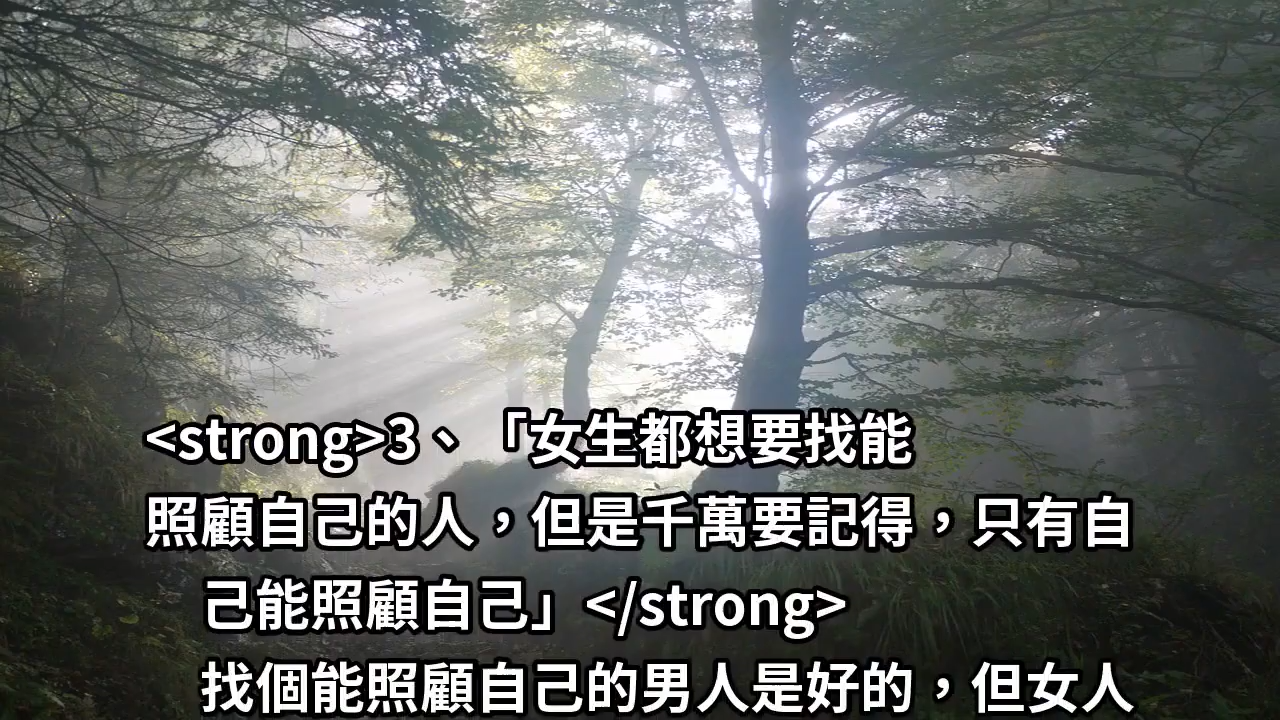 <strong>3、「女生都想要找能
照顧自己的人，但是千萬要記得，只有自
己能照顧自己」</strong>
找個能照顧自己的男人是好的，但女人